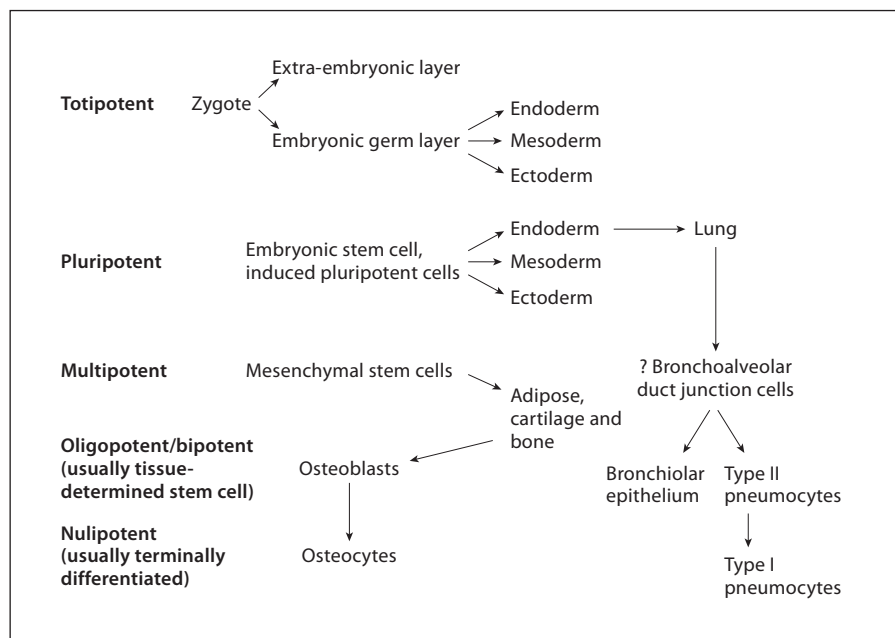 Extra-embryonic layer
Totipotent Zygote
Embryonic germ layer
Endoderm
Mesoderm
Ectoderm
Pluripotent
Embryonic stem cell,
induced pluripotent cells
Endoderm
Mesoderm
Ectoderm
Lung
Multipotent
Mesenchymal stem cells
Adipose,
cartilage and
bone
? Bronchoalveolar
duct junction cells
Oligopotent/bipotent
(usually tissue-
determined stem cell)
Osteoblasts
Bronchiolar
epithelium
Type II
pneumocytes
Nulipotent
(usually terminally
differentiated)
Osteocytes
Type I
pneumocytes